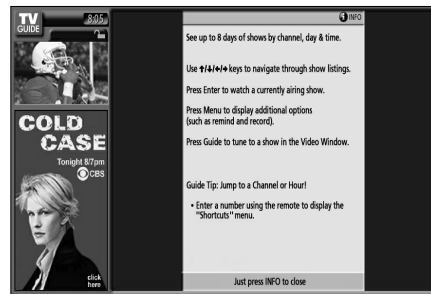 TV
GUIDE
8:05
INFO
See up to 8 days of shows by channel, day & time.
Use ↑/↓/←/→ keys to navigate through show listings.
Press Enter to watch a currently airing show.
Press Menu to display additional options
(such as remind and record).
Press Guide to tune to a show in the Video Window.
Guide Tip: Jump to a Channel or Hour!
• Enter a number using the remote to display the
"Shortcuts" menu.
Just press INFO to close
COLD
CASE
Tonight 8/7pm
CBS
click
here